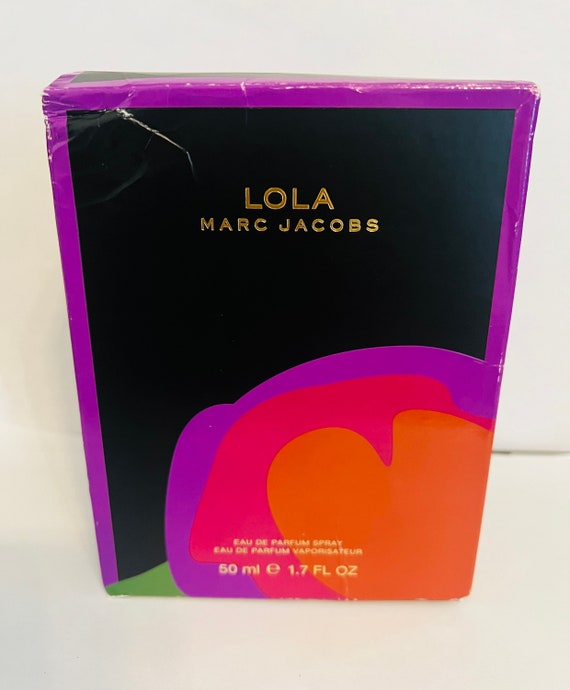 LOLA
MARC JACOBS
EAU DE PARFUM SPRAY
EAU DE PARFUM VAPORISATEUR
50 ml ℮ 1.7 FL OZ